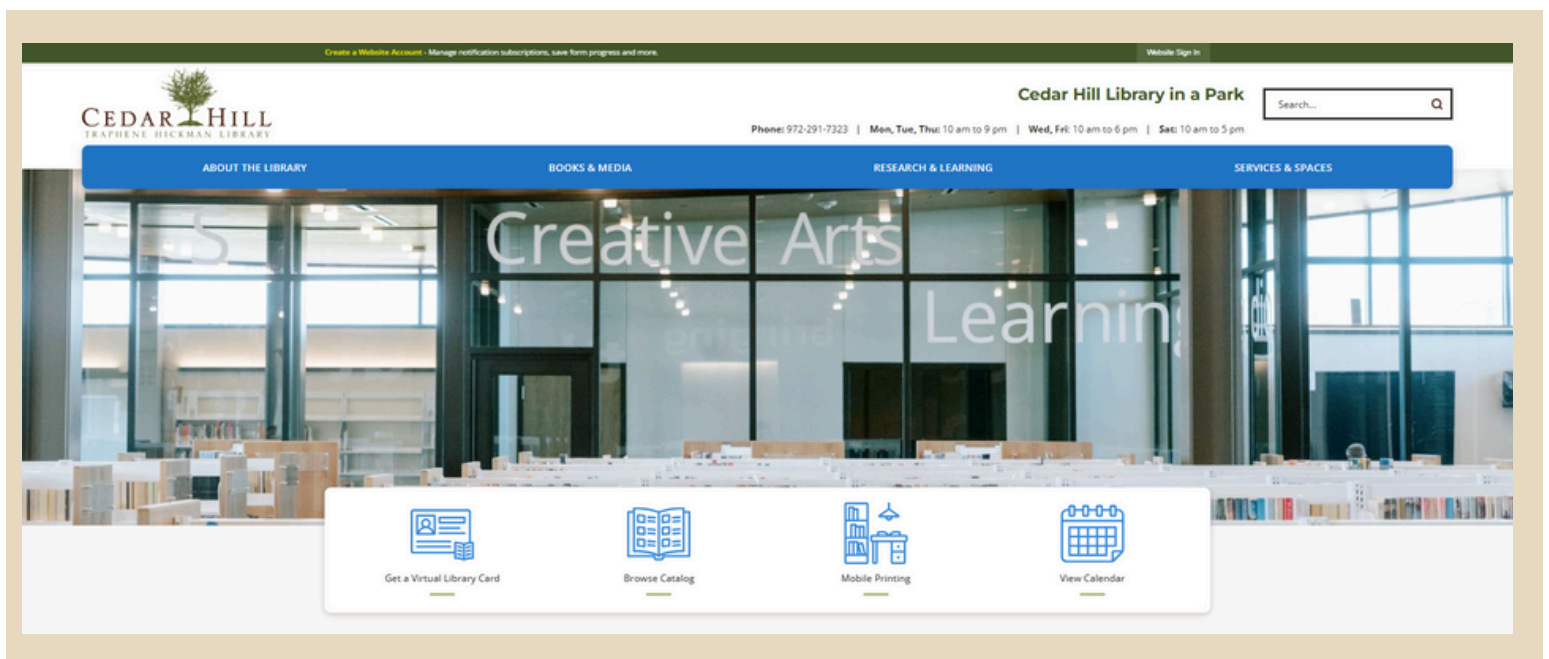 Create a Website Account - Manage notification subscriptions, save form progress and more.
Website Sign In
CEDAR HILL
TRAPHENE HICKMAN LIBRARY
Cedar Hill Library in a Park
Search...
Phone: 972-291-7323 | Mon, Tue, Thu: 10 am to 9 pm | Wed, Fri: 10 am to 6 pm | Sat: 10 am to 5 pm
ABOUT THE LIBRARY
BOOKS & MEDIA
RESEARCH & LEARNING
SERVICES & SPACES
S Creative Arts
Learning
Get a Virtual Library Card
Browse Catalog
Mobile Printing
View Calendar